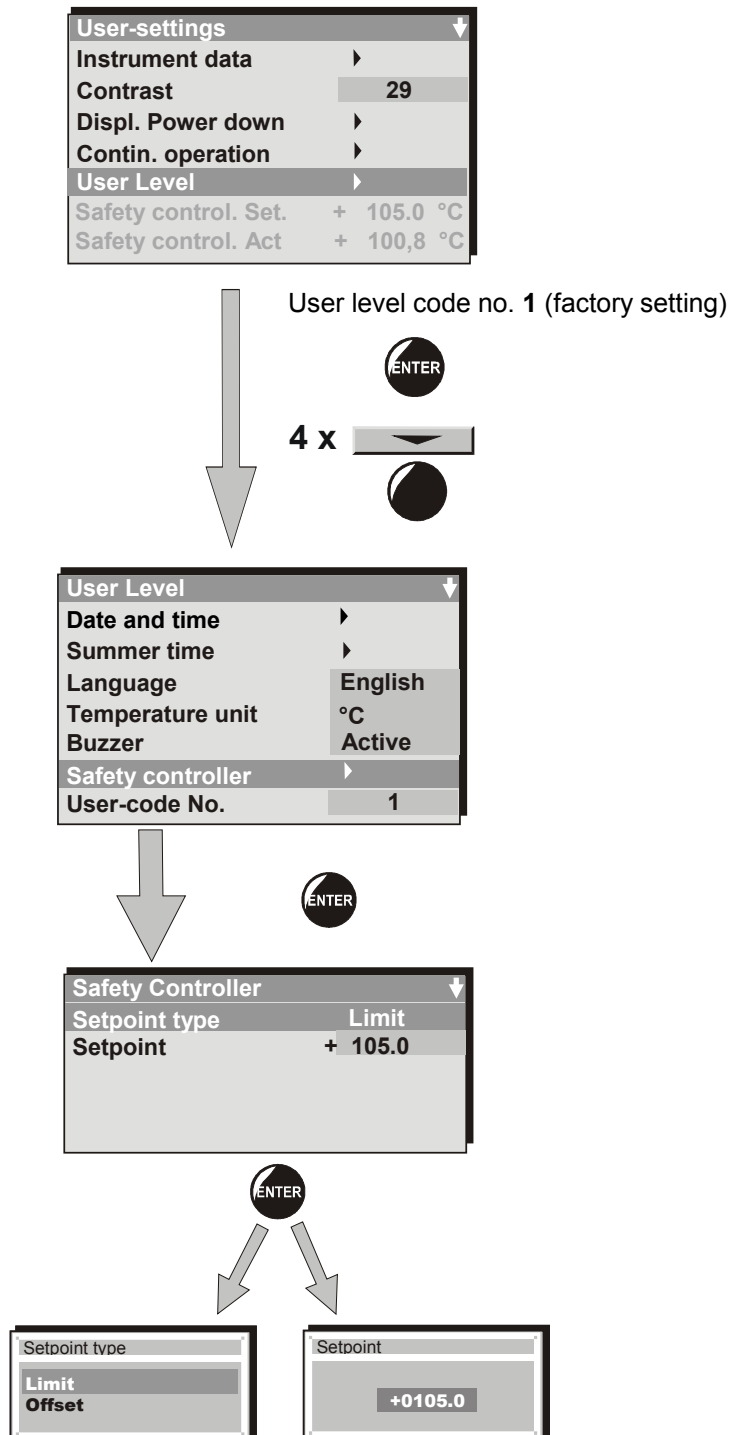 User-settings
Instrument data
Contrast 29
Displ. Power down
Contin. operation
User Level
Safety control. Set. + 105.0 °C
Safety control. Act + 100,8 °C
User level code no. 1 (factory setting)
ENTER
4 x
User Level
Date and time
Summer time
Language English
Temperature unit °C
Buzzer Active
Safety controller
User-code No. 1
ENTER
Safety Controller
Setpoint type Limit
Setpoint + 105.0
ENTER
Setpoint type
Limit
Offset
Setpoint
+0105.0